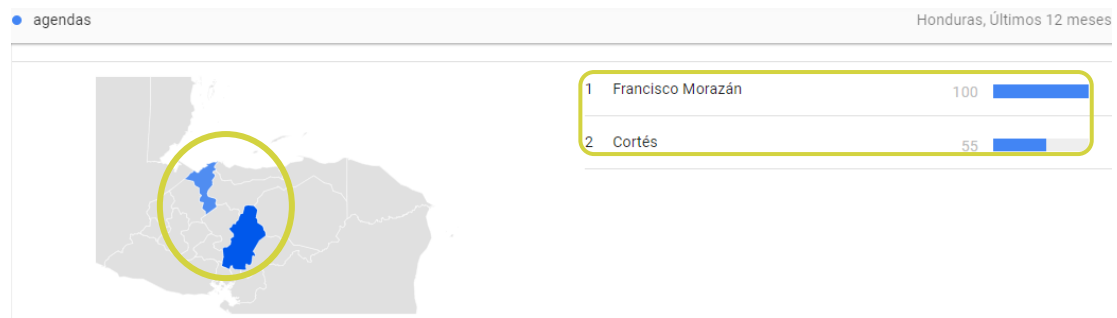 agendas
Honduras, Últimos 12 meses
1 Francisco Morazán 100
2 Cortés 55